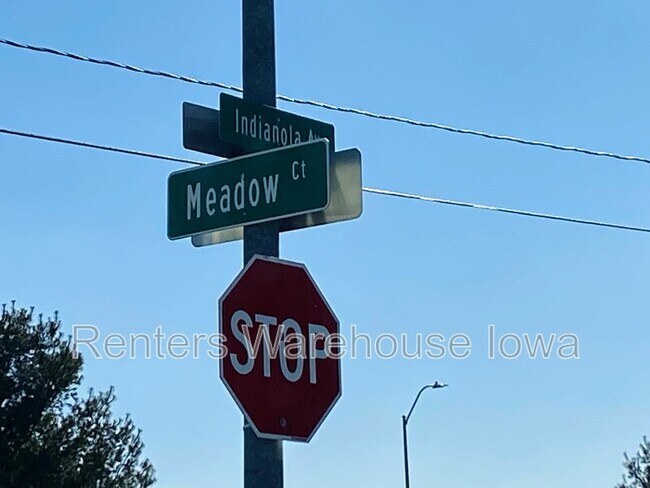 Indianola Av
Meadow Ct
STOP
Renters Warehouse Iowa